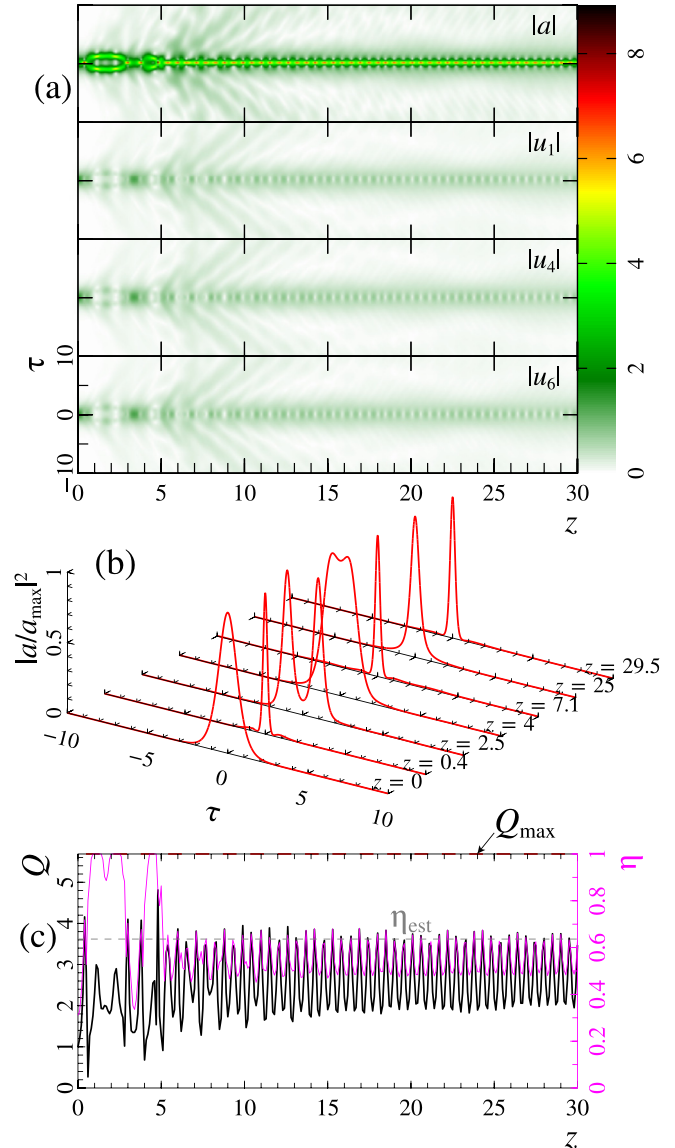 |a|
8
(a)
|u₁|
6
|u₄|
4
2
|u₆|
τ
−10 0 10
0
0 5 10 15 20 25 30
z
(b)
|a/a_max|²
1
0.5
0
−10 −5 0 5 10
τ
z = 29.5
z = 25
z = 7.1
z = 4
z = 2.5
z = 0.4
z = 0
Q_max
Q
η
5
4
3
2
1
0
η_est
(c)
1
0.8
0.6
0.4
0.2
0
0 5 10 15 20 25 30
z